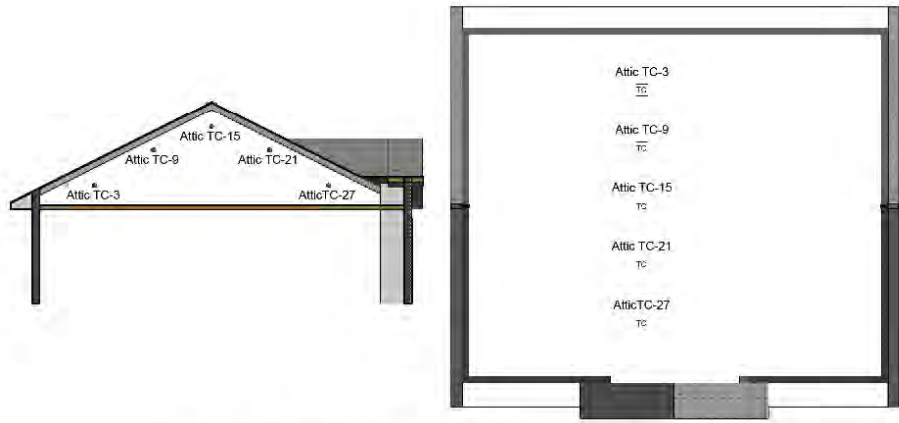 Attic TC-15
Attic TC-9
Attic TC-21
Attic TC-3
AtticTC-27
Attic TC-3
TC
Attic TC-9
TC
Attic TC-15
TC
Attic TC-21
TC
AtticTC-27
TC